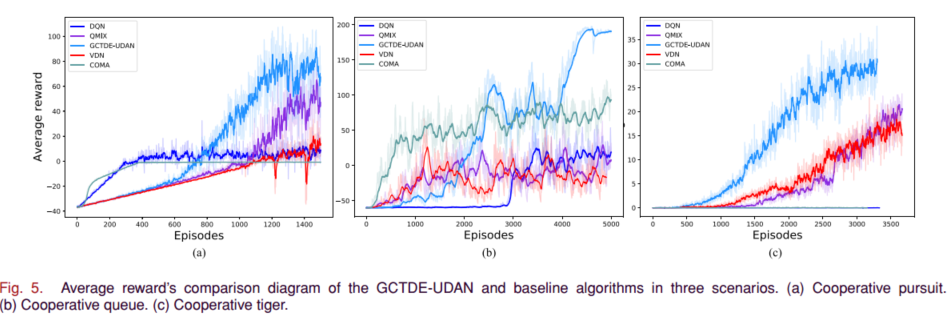 DQN
QMIX
GCTDE-UDAN
VDN
COMA
Average reward
100
80
60
40
20
0
−20
−40
0 200 400 600 800 1000 1200 1400
Episodes
(a)
DQN
QMIX
GCTDE-UDAN
VDN
COMA
200
150
100
50
0
−50
0 1000 2000 3000 4000 5000
Episodes
(b)
DQN
QMIX
GCTDE-UDAN
VDN
COMA
35
30
25
20
15
10
5
0
0 500 1000 1500 2000 2500 3000 3500
Episodes
(c)
Fig. 5. Average reward's comparison diagram of the GCTDE-UDAN and baseline algorithms in three scenarios. (a) Cooperative pursuit.
(b) Cooperative queue. (c) Cooperative tiger.